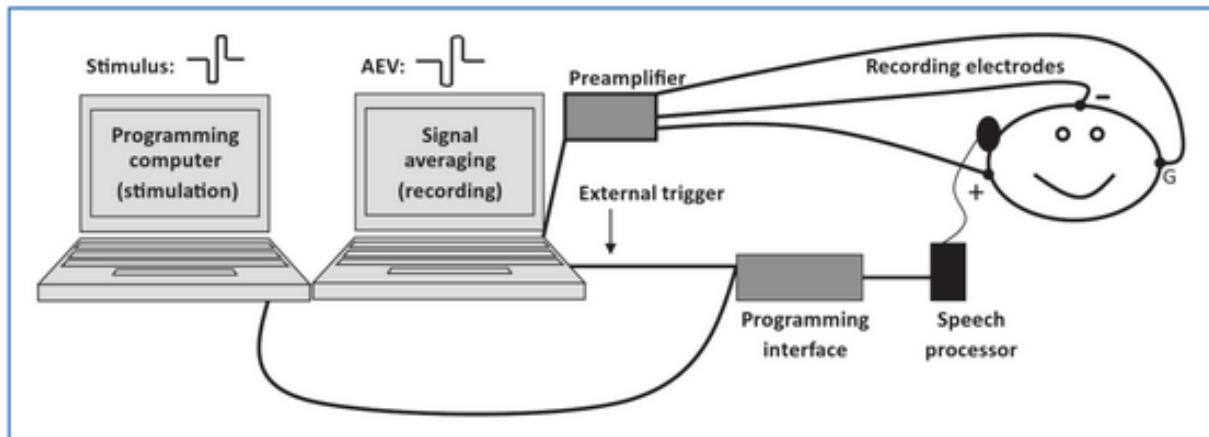 Stimulus:
AEV:
Preamplifier
Recording electrodes
Programming
computer
(stimulation)
Signal
averaging
(recording)
External trigger
−
+
G
Programming
interface
Speech
processor